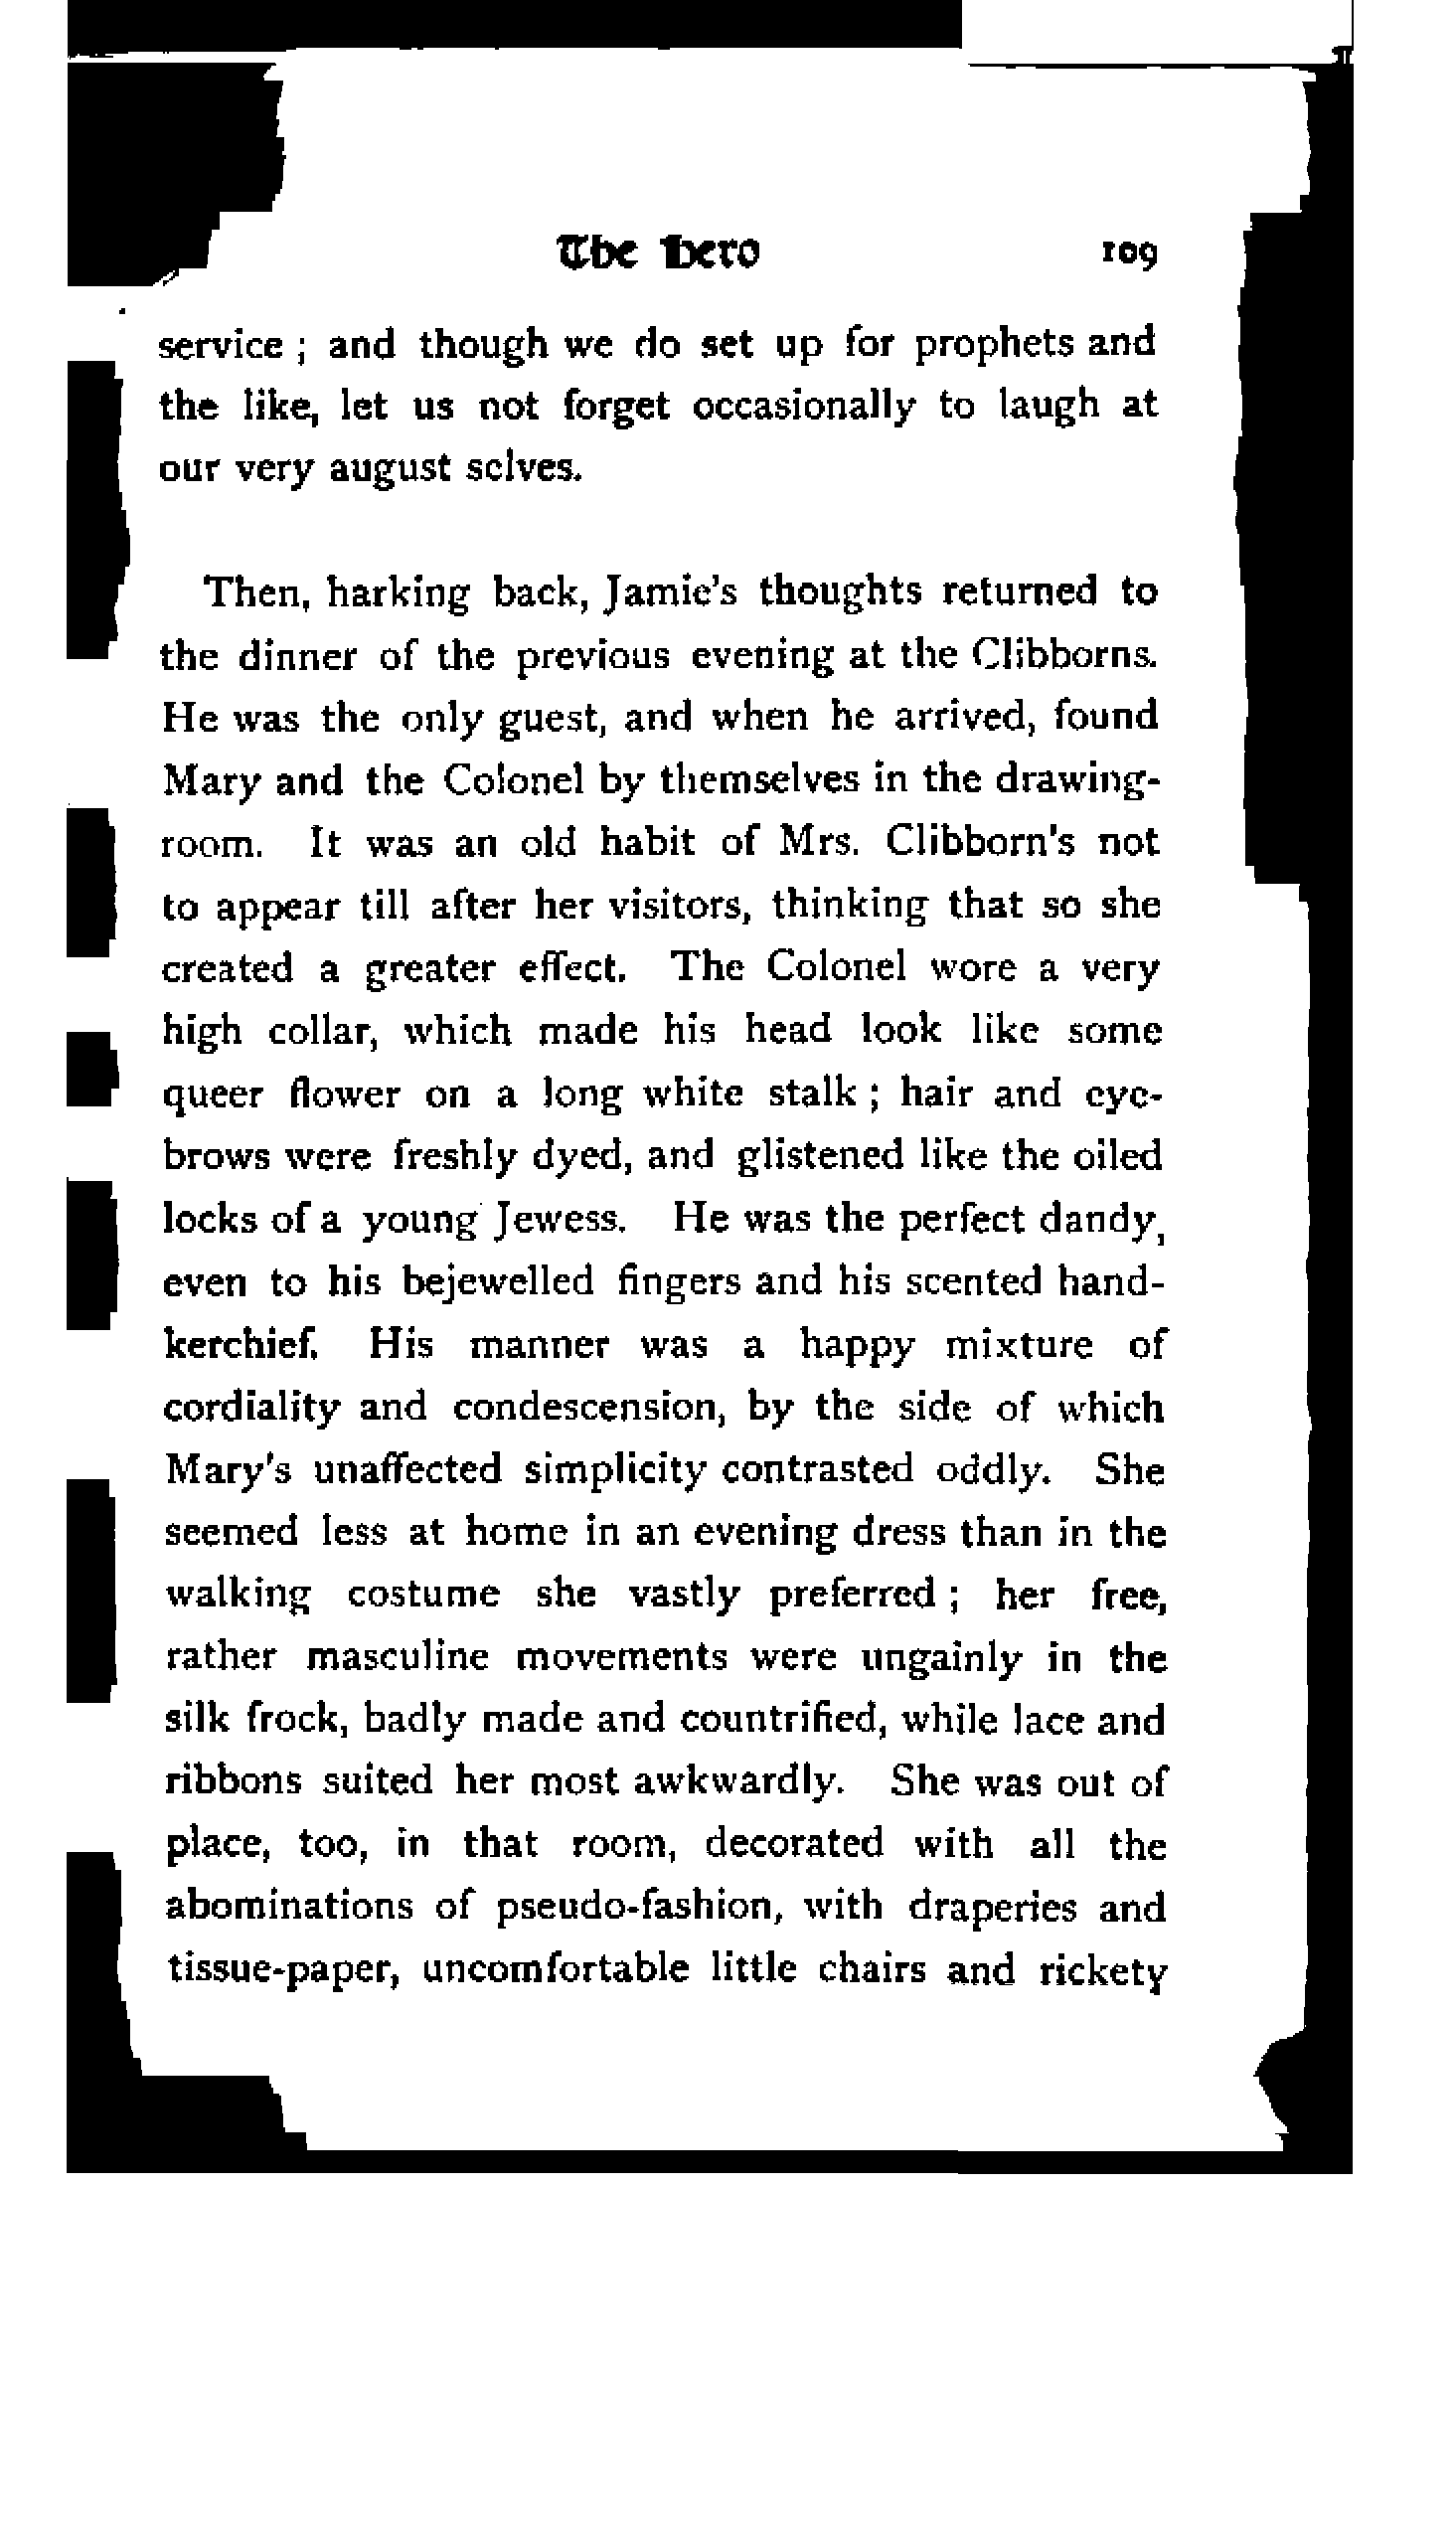 The Hero 109
service ; and though we do set up for prophets and
the like, let us not forget occasionally to laugh at
our very august selves.
Then, harking back, Jamie's thoughts returned to
the dinner of the previous evening at the Clibborns.
He was the only guest, and when he arrived, found
Mary and the Colonel by themselves in the drawing-
room. It was an old habit of Mrs. Clibborn's not
to appear till after her visitors, thinking that so she
created a greater effect. The Colonel wore a very
high collar, which made his head look like some
queer flower on a long white stalk ; hair and eye-
brows were freshly dyed, and glistened like the oiled
locks of a young Jewess. He was the perfect dandy,
even to his bejewelled fingers and his scented hand-
kerchief. His manner was a happy mixture of
cordiality and condescension, by the side of which
Mary's unaffected simplicity contrasted oddly. She
seemed less at home in an evening dress than in the
walking costume she vastly preferred ; her free,
rather masculine movements were ungainly in the
silk frock, badly made and countrified, while lace and
ribbons suited her most awkwardly. She was out of
place, too, in that room, decorated with all the
abominations of pseudo-fashion, with draperies and
tissue-paper, uncomfortable little chairs and rickety